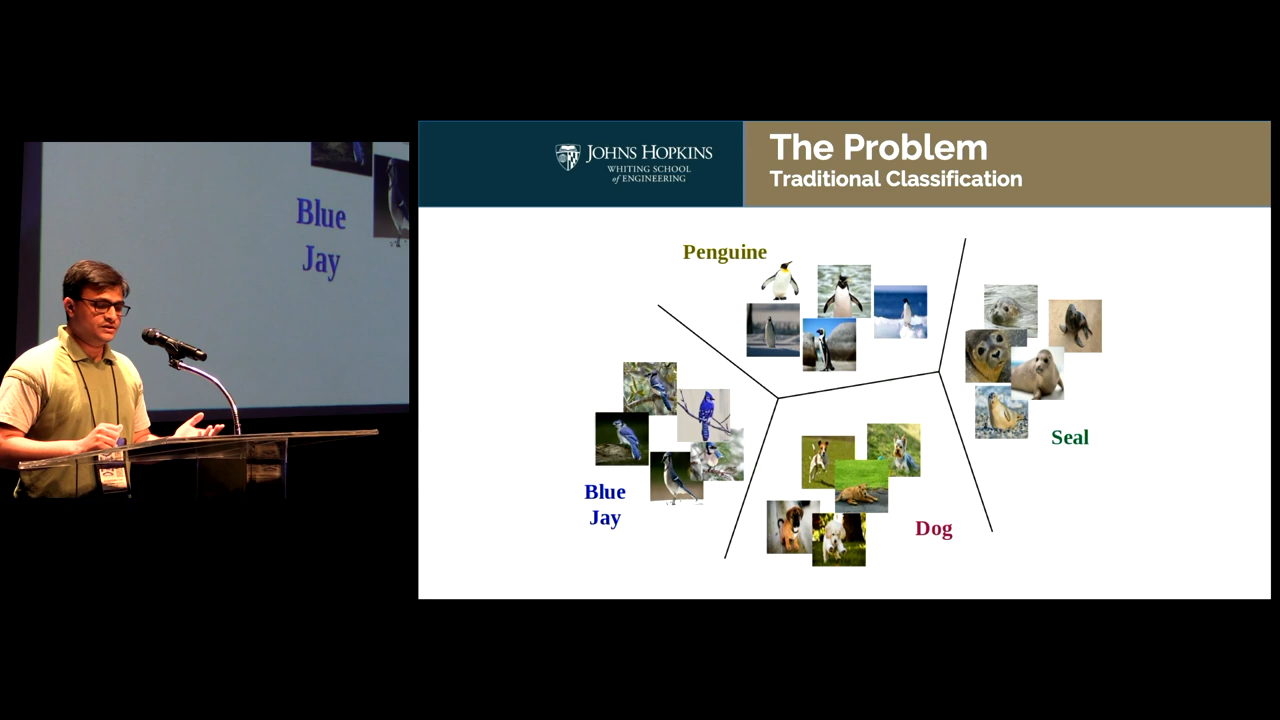 Blue
Jay
JOHNS HOPKINS
WHITING SCHOOL
of ENGINEERING
The Problem
Traditional Classification
Penguine
Seal
Blue
Jay
Dog